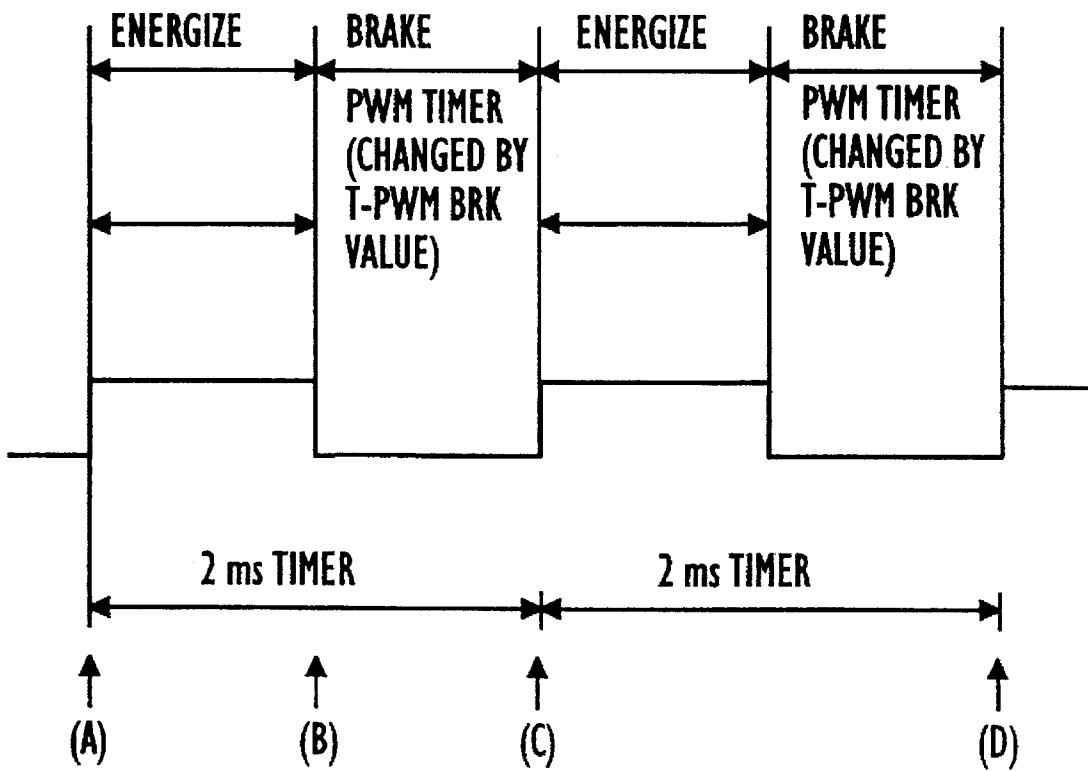 ENERGIZE BRAKE ENERGIZE BRAKE
PWM TIMER
(CHANGED BY
T-PWM BRK
VALUE)
PWM TIMER
(CHANGED BY
T-PWM BRK
VALUE)
2 ms TIMER 2 ms TIMER
(A) (B) (C) (D)